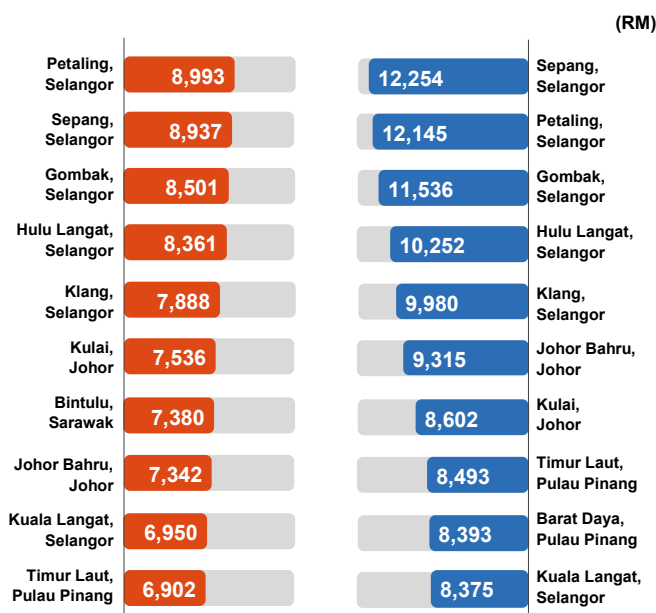 (RM)
Petaling,
Selangor
8,993
Sepang,
Selangor
8,937
Gombak,
Selangor
8,501
Hulu Langat,
Selangor
8,361
Klang,
Selangor
7,888
Kulai,
Johor
7,536
Bintulu,
Sarawak
7,380
Johor Bahru,
Johor
7,342
Kuala Langat,
Selangor
6,950
Timur Laut,
Pulau Pinang
6,902
12,254
Sepang,
Selangor
12,145
Petaling,
Selangor
11,536
Gombak,
Selangor
10,252
Hulu Langat,
Selangor
9,980
Klang,
Selangor
9,315
Johor Bahru,
Johor
8,602
Kulai,
Johor
8,493
Timur Laut,
Pulau Pinang
8,393
Barat Daya,
Pulau Pinang
8,375
Kuala Langat,
Selangor